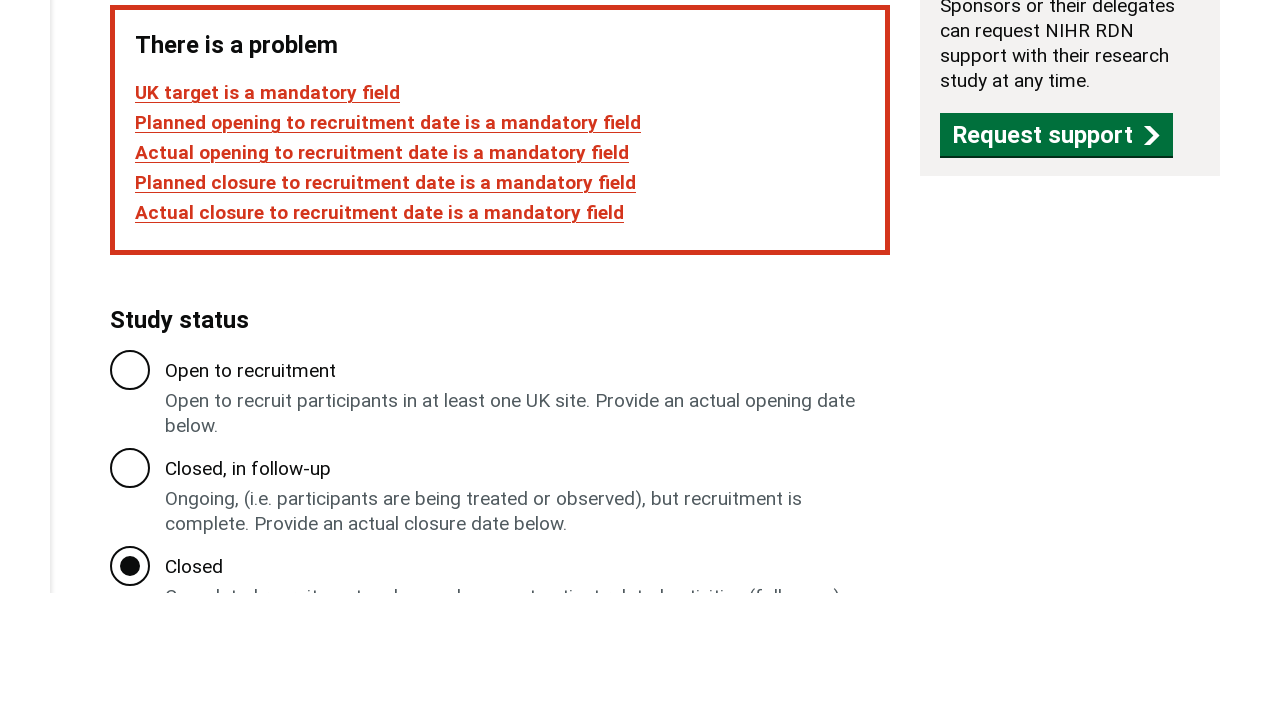 There is a problem
UK target is a mandatory field
Planned opening to recruitment date is a mandatory field
Actual opening to recruitment date is a mandatory field
Planned closure to recruitment date is a mandatory field
Actual closure to recruitment date is a mandatory field
Study status
Open to recruitment
Open to recruit participants in at least one UK site. Provide an actual opening date
below.
Closed, in follow-up
Ongoing, (i.e. participants are being treated or observed), but recruitment is
complete. Provide an actual closure date below.
Closed
Sponsors or their delegates
can request NIHR RDN
support with their research
study at any time.
Request support